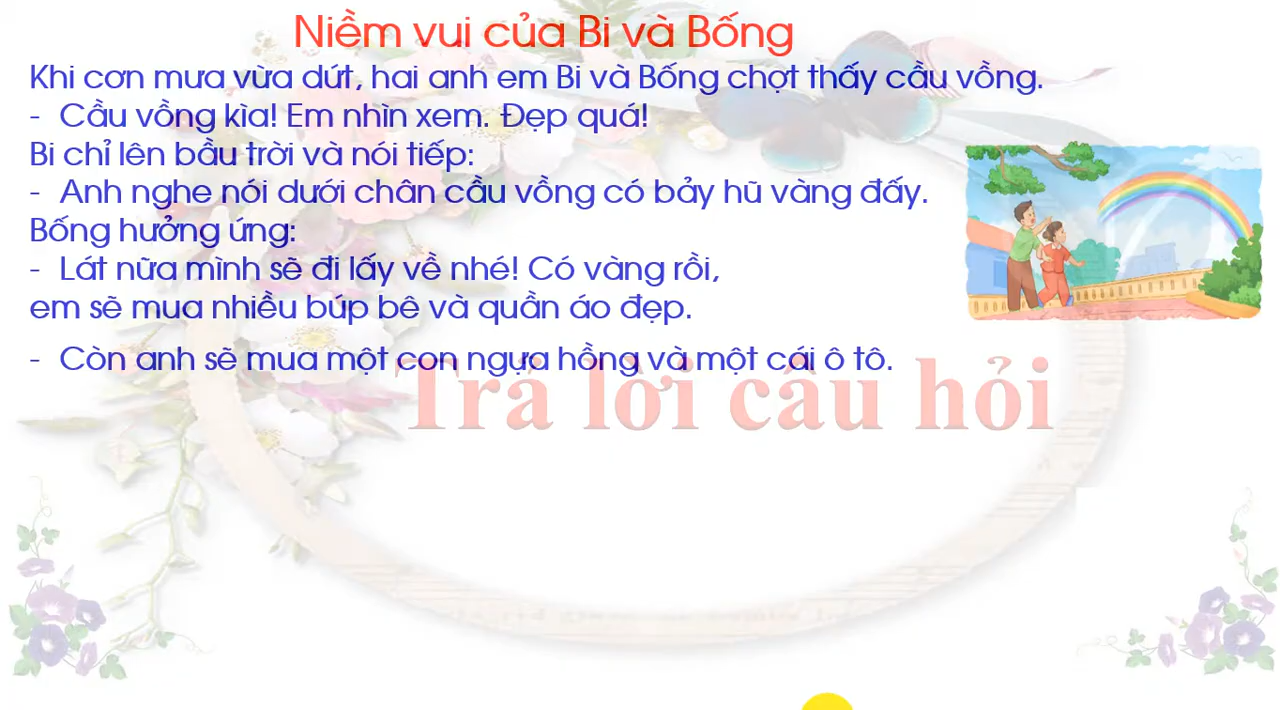 Niềm vui của Bi và Bống
Khi cơn mưa vừa dứt, hai anh em Bi và Bống chợt thấy cầu vồng.
- Cầu vồng kìa! Em nhìn xem. Đẹp quá!
Bi chỉ lên bầu trời và nói tiếp:
- Anh nghe nói dưới chân cầu vồng có bảy hũ vàng đấy.
Bống hưởng ứng:
- Lát nữa mình sẽ đi lấy về nhé! Có vàng rồi,
em sẽ mua nhiều búp bê và quần áo đẹp.
- Còn anh sẽ mua một con ngựa hồng và một cái ô tô.
Trả lời câu hỏi